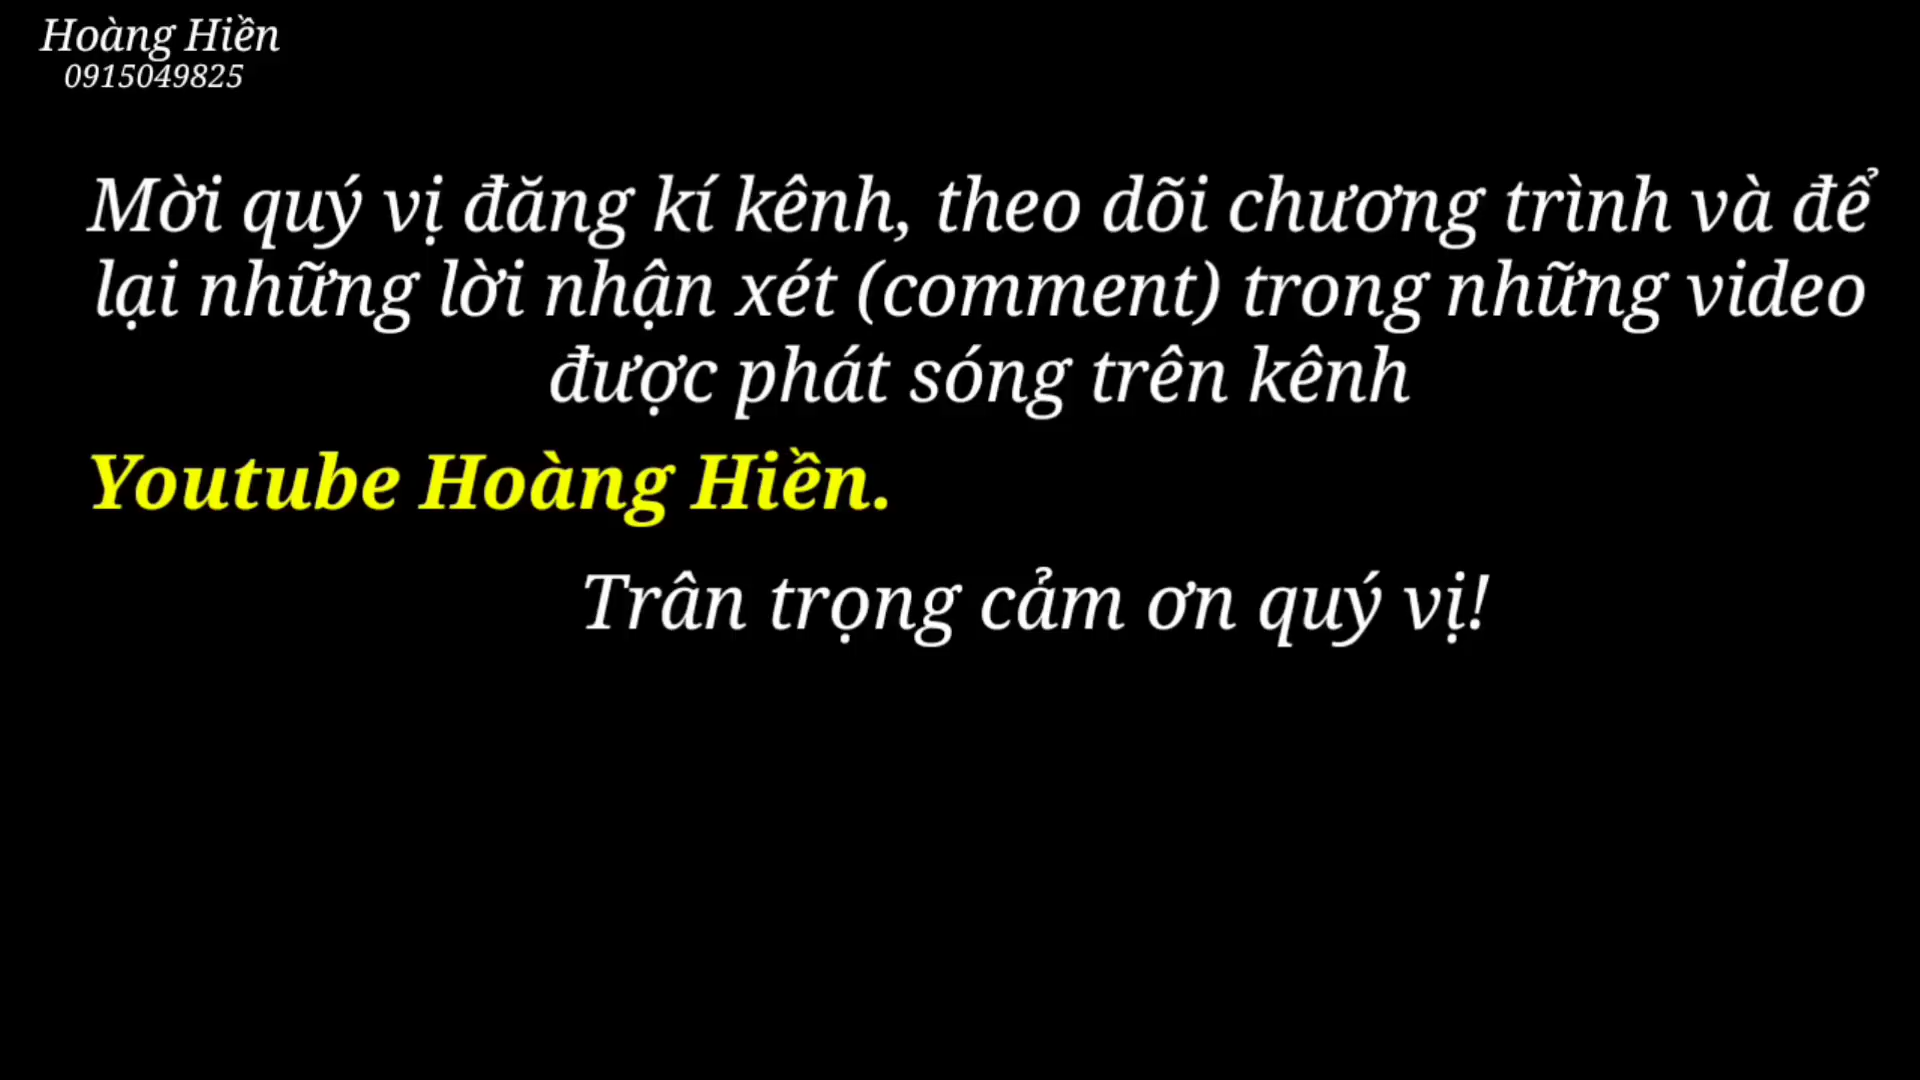 Hoàng Hiền
0915049825
Mời quý vị đăng kí kênh, theo dõi chương trình và để
lại những lời nhận xét (comment) trong những video
được phát sóng trên kênh
Youtube Hoàng Hiền.
Trân trọng cảm ơn quý vị!